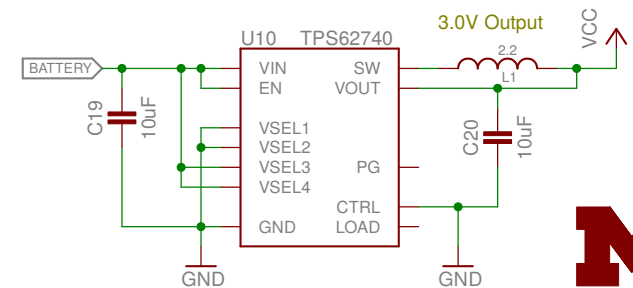 3.0V Output
VCC
U10 TPS62740
BATTERY
VIN
EN
VSEL1
VSEL2
VSEL3
VSEL4
GND
SW
VOUT
PG
CTRL
LOAD
2.2
L1
C19
10uF
C20
10uF
GND
GND